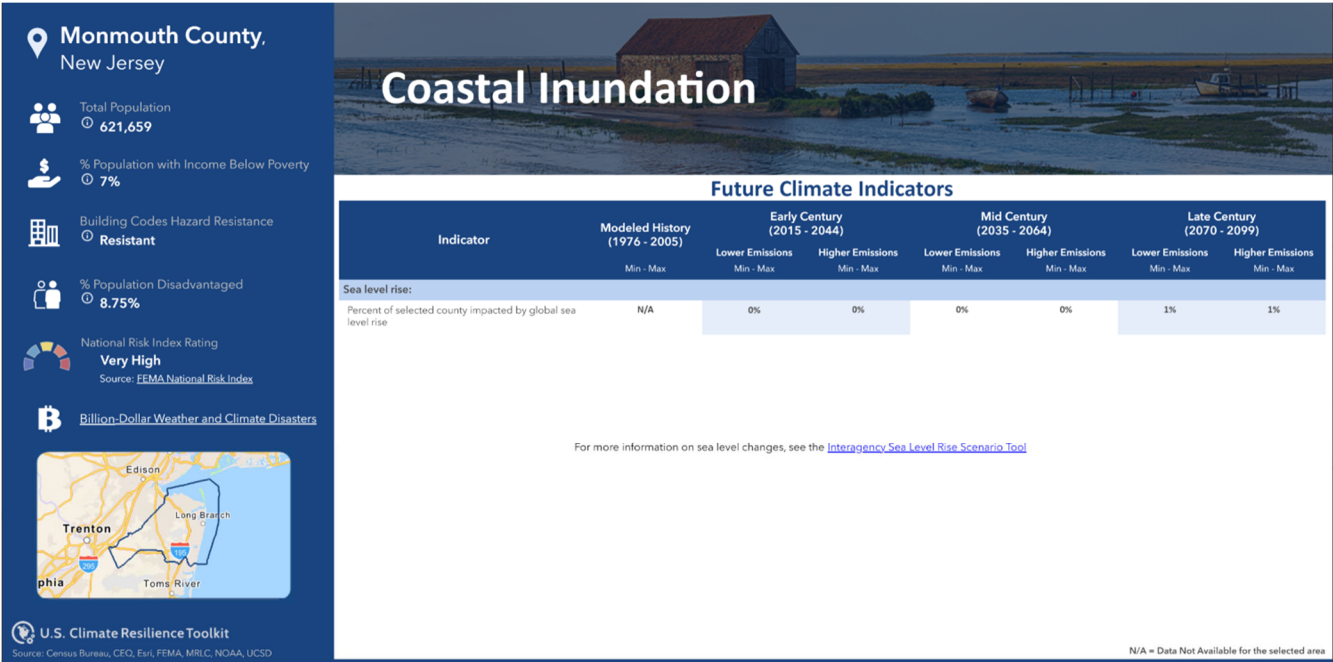 Monmouth County,
New Jersey
Total Population
621,659
% Population with Income Below Poverty
7%
Building Codes Hazard Resistance
Resistant
% Population Disadvantaged
8.75%
National Risk Index Rating
Very High
Source: FEMA National Risk Index
Billion-Dollar Weather and Climate Disasters
Edison
Long Branch
Trenton
195
295
phia
Toms River
U.S. Climate Resilience Toolkit
Source: Census Bureau, CEQ, Esri, FEMA, MRLC, NOAA, UCSD
Coastal Inundation
Future Climate Indicators
Indicator
Modeled History
(1976 - 2005)
Min - Max
Early Century
(2015 - 2044)
Mid Century
(2035 - 2064)
Late Century
(2070 - 2099)
Lower Emissions Higher Emissions Lower Emissions Higher Emissions Lower Emissions Higher Emissions
Min - Max Min - Max Min - Max Min - Max Min - Max Min - Max
Sea level rise:
Percent of selected county impacted by global sea
level rise
N/A 0% 0% 0% 0% 1% 1%
For more information on sea level changes, see the Interagency Sea Level Rise Scenario Tool
N/A = Data Not Available for the selected area